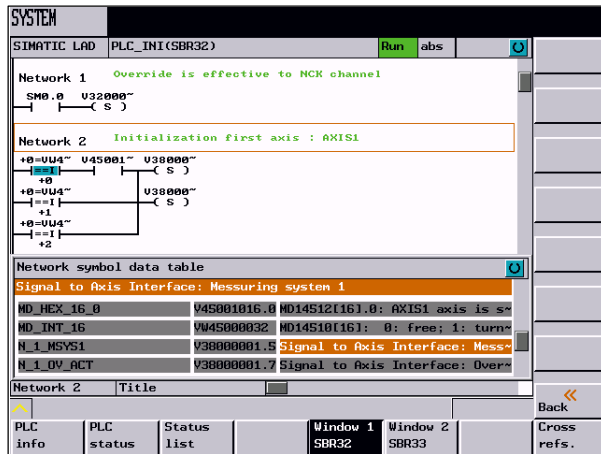 SYSTEM
SIMATIC LAD PLC_INI(SBR32) Run abs
Network 1 Override is effective to NCK channel
SM0.0 V32000~
( S )
Network 2 Initialization first axis : AXIS1
+0=VW4~ V45001~ V38000~
==I ( S )
+0
+0=VW4~ V38000~
==I ( S )
+1
+0=VW4~
==I
+2
Network symbol data table
Signal to Axis Interface: Messuring system 1
MD_HEX_16_0 V45001016.0 MD14512[16].0: AXIS1 axis is s~
MD_INT_16 VW45000032 MD14510[16]: 0: free; 1: turn~
N_1_MSYS1 V38000001.5 Signal to Axis Interface: Mess~
N_1_OV_ACT V38000001.7 Signal to Axis Interface: Over~
Network 2 Title
Back
PLC info
PLC status
Status list
Window 1 SBR32
Window 2 SBR33
Cross refs.